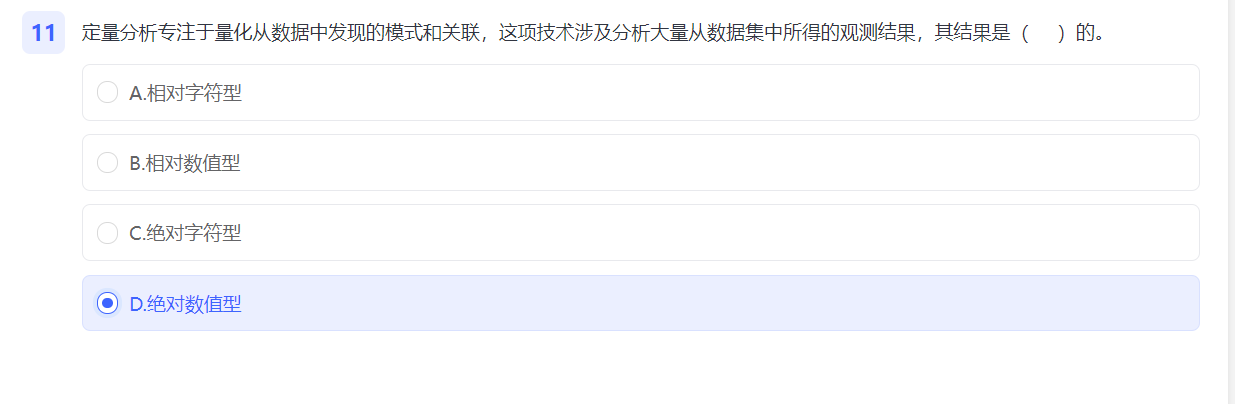 11 定量分析专注于量化从数据中发现的模式和关联，这项技术涉及分析大量从数据集中所得的观测结果，其结果是（ ）的。
A.相对字符型
B.相对数值型
C.绝对字符型
D.绝对数值型